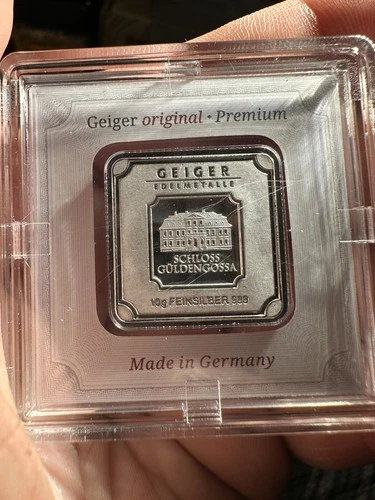 Geiger original · Premium
GEIGER
EDELMETALLE
SCHLOSS
GÜLDENGOSSA
10g FEINSILBER 999
Made in Germany